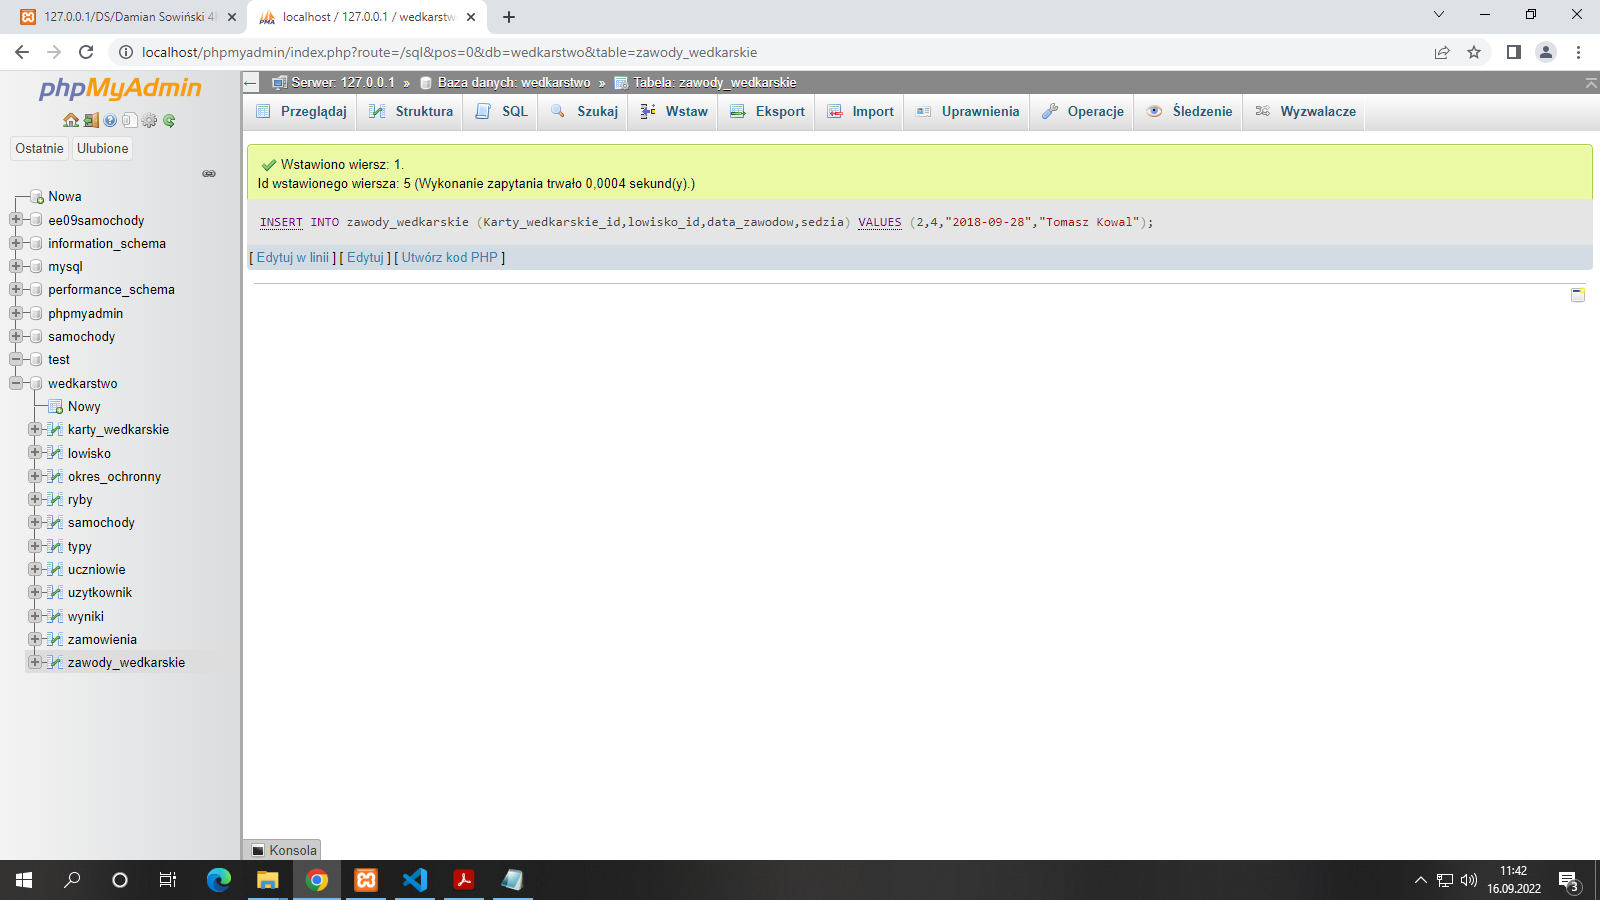 127.0.0.1/DS/Damian Sowiński 4
localhost / 127.0.0.1 / wedkarstw
localhost/phpmyadmin/index.php?route=/sql&pos=0&db=wedkarstwo&table=zawody_wedkarskie
phpMyAdmin
Ostatnie
Ulubione
Nowa
ee09samochody
information_schema
mysql
performance_schema
phpmyadmin
samochody
test
wedkarstwo
Nowy
karty_wedkarskie
lowisko
okres_ochronny
ryby
samochody
typy
uczniowie
uzytkownik
wyniki
zamowienia
zawody_wedkarskie
Serwer: 127.0.0.1 » Baza danych: wedkarstwo » Tabela: zawody_wedkarskie
Przeglądaj Struktura SQL Szukaj Wstaw Eksport Import Uprawnienia Operacje Śledzenie Wyzwalacze
Wstawiono wiersz: 1.
Id wstawionego wiersza: 5 (Wykonanie zapytania trwało 0,0004 sekund(y).)
INSERT INTO zawody_wedkarskie (Karty_wedkarskie_id,lowisko_id,data_zawodow,sedzia) VALUES (2,4,"2018-09-28","Tomasz Kowal");
[ Edytuj w linii ] [ Edytuj ] [ Utwórz kod PHP ]
Konsola
11:42
16.09.2022
3